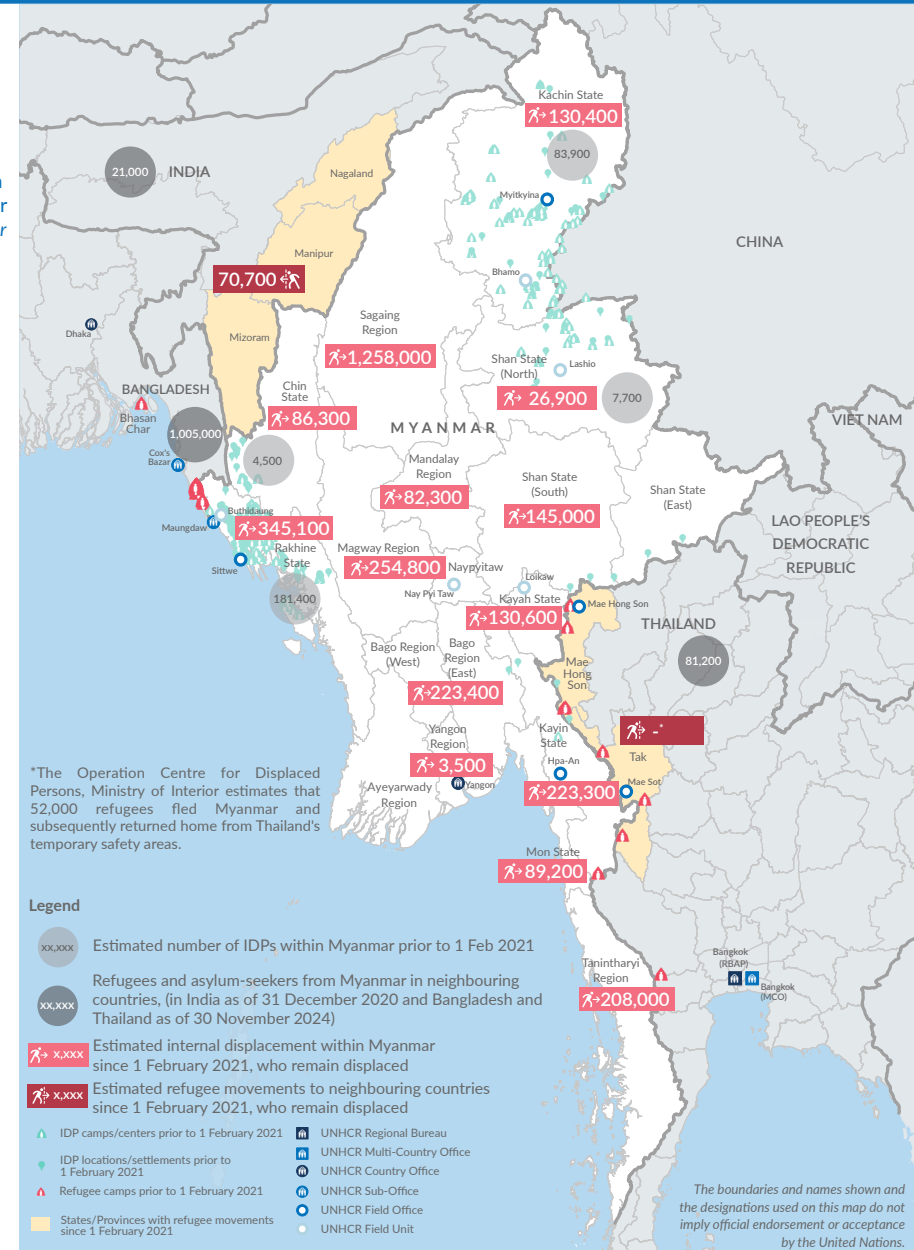 r
r
Kachin State
130,400
83,900
21,000
INDIA
Nagaland
Myitkyina
Manipur
CHINA
Bhamo
70,700
Sagaing
Region
Dhaka
Mizoram
1,258,000
Shan State
(North)
Lashio
BANGLADESH
Chin
State
26,900
7,700
Bhasan
Char
86,300
VIET NAM
1,005,000
MYANMAR
Cox's
Bazar
4,500
Mandalay
Region
Shan State
(South)
Shan State
(East)
82,300
Buthidaung
145,000
LAO PEOPLE'S
DEMOCRATIC
REPUBLIC
Maungdaw
345,100
Rakhine
State
Magway Region
Sittwe
254,800
Naypyitaw
Nay Pyi Taw
Loikaw
181,400
Kayah State
Mae Hong Son
130,600
THAILAND
Bago Region
(West)
Bago
Region
(East)
Mae
Hong
Son
81,200
223,400
Yangon
Region
Kayin
State
-*
Tak
3,500
Hpa-An
Yangon
Mae Sot
223,300
Ayeyarwady
Region
*The Operation Centre for Displaced
Persons, Ministry of Interior estimates that
52,000 refugees fled Myanmar and
subsequently returned home from Thailand's
temporary safety areas.
Mon State
89,200
Tanintharyi
Region
208,000
Bangkok
(RBAP)
Bangkok
(MCO)
Legend
xx,xxx
Estimated number of IDPs within Myanmar prior to 1 Feb 2021
xx,xxx
Refugees and asylum-seekers from Myanmar in neighbouring
countries, (in India as of 31 December 2020 and Bangladesh and
Thailand as of 30 November 2024)
x,xxx
Estimated internal displacement within Myanmar
since 1 February 2021, who remain displaced
x,xxx
Estimated refugee movements to neighbouring countries
since 1 February 2021, who remain displaced
IDP camps/centers prior to 1 February 2021
IDP locations/settlements prior to
1 February 2021
Refugee camps prior to 1 February 2021
States/Provinces with refugee movements
since 1 February 2021
UNHCR Regional Bureau
UNHCR Multi-Country Office
UNHCR Country Office
UNHCR Sub-Office
UNHCR Field Office
UNHCR Field Unit
The boundaries and names shown and
the designations used on this map do not
imply official endorsement or acceptance
by the United Nations.